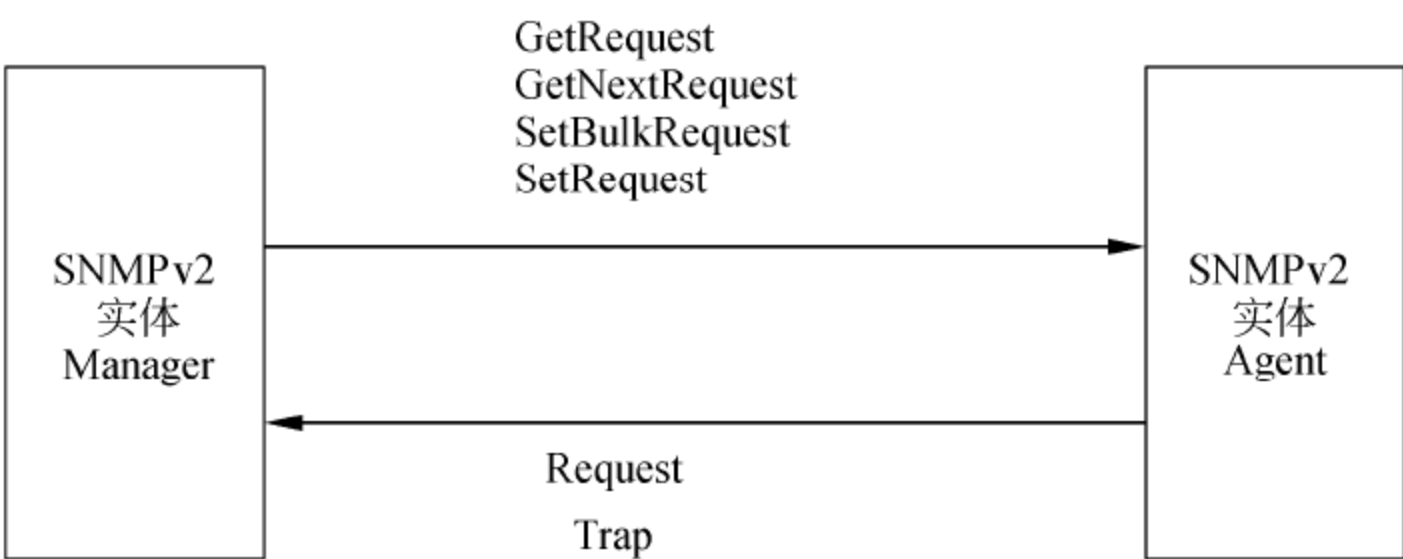 GetRequest
GetNextRequest
SetBulkRequest
SetRequest
SNMPv2
实体
Manager
SNMPv2
实体
Agent
Request
Trap